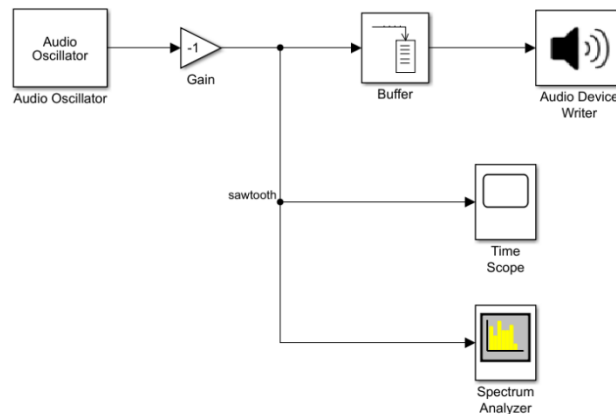 Audio
Oscillator
Audio Oscillator
-1
Gain
Buffer
Audio Device
Writer
sawtooth
Time
Scope
Spectrum
Analyzer